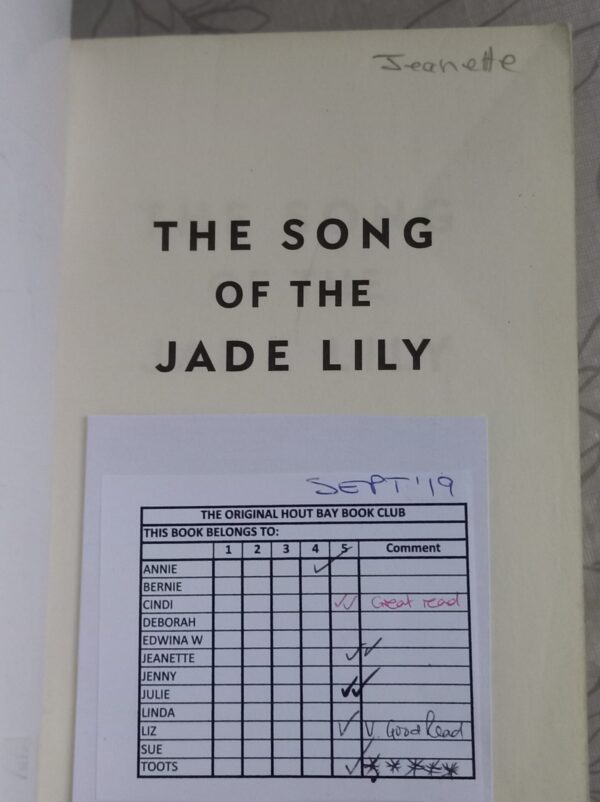 Jeanette
THE SONG
OF THE
JADE LILY
SEPT '19
THE ORIGINAL HOUT BAY BOOK CLUB
THIS BOOK BELONGS TO:
1 2 3 4 5 Comment
ANNIE ✓
BERNIE
CINDI ✓✓ Great read
DEBORAH
EDWINA W
JEANETTE ✓✓
JENNY
JULIE ✓✓
LINDA
LIZ ✓ V. Good Read
SUE
TOOTS ✓ * * * * *